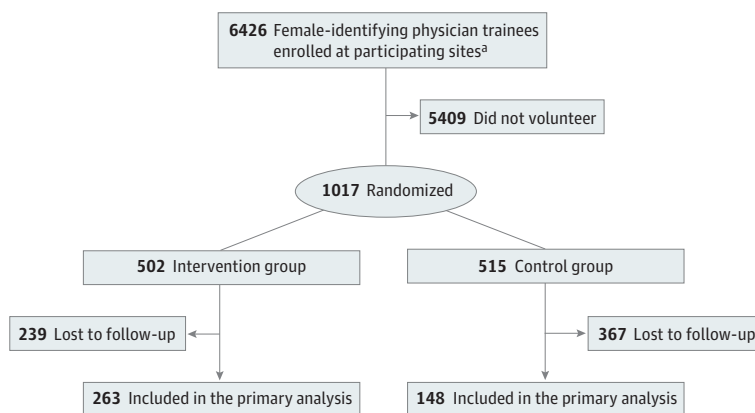 6426 Female-identifying physician trainees
enrolled at participating sitesᵃ
5409 Did not volunteer
1017 Randomized
502 Intervention group
515 Control group
239 Lost to follow-up
367 Lost to follow-up
263 Included in the primary analysis
148 Included in the primary analysis